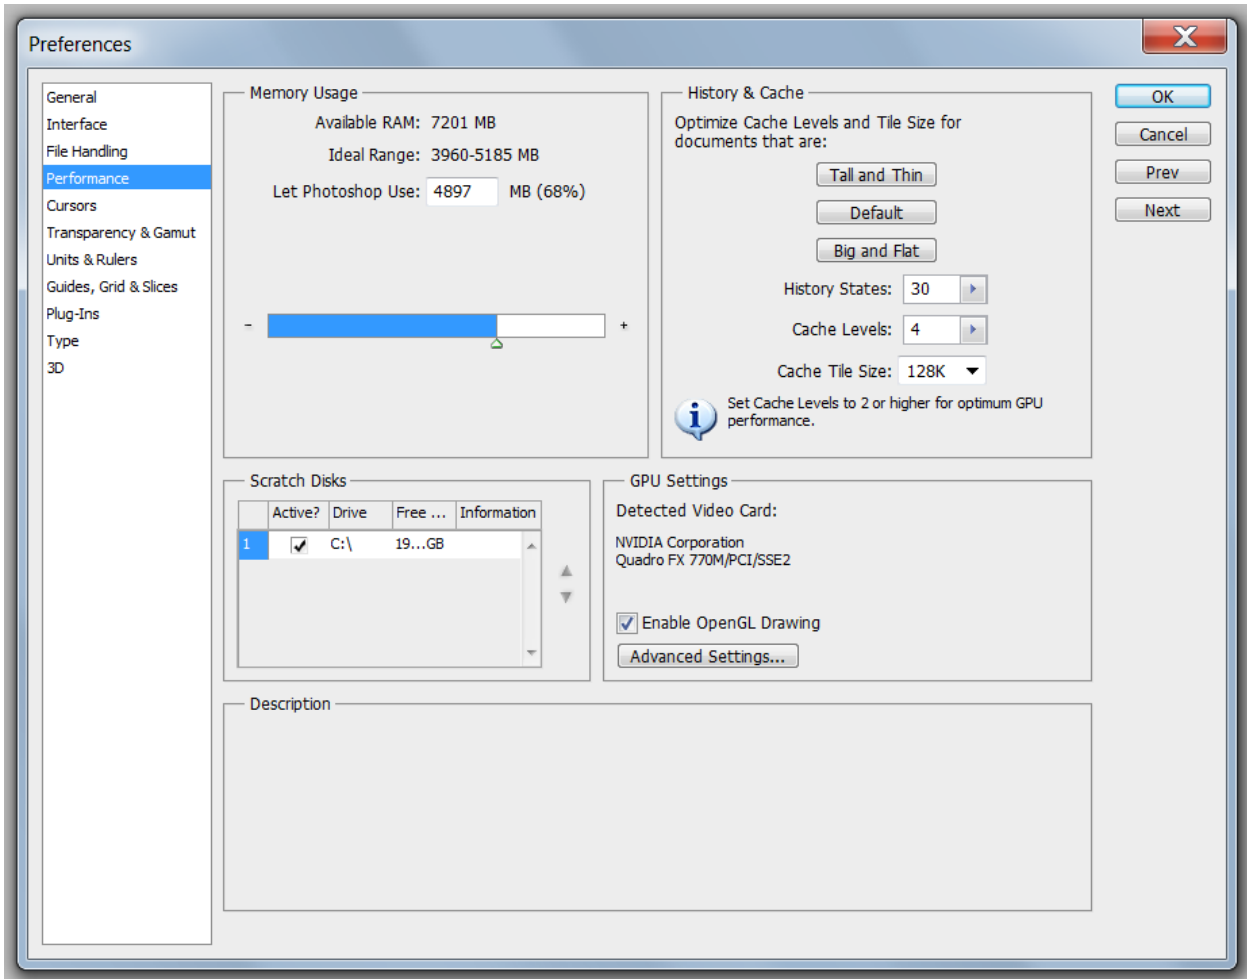 Preferences
General
Interface
File Handling
Performance
Cursors
Transparency & Gamut
Units & Rulers
Guides, Grid & Slices
Plug-Ins
Type
3D
Memory Usage
Available RAM: 7201 MB
Ideal Range: 3960-5185 MB
Let Photoshop Use: 4897 MB (68%)
- +
History & Cache
Optimize Cache Levels and Tile Size for
documents that are:
Tall and Thin
Default
Big and Flat
History States: 30
Cache Levels: 4
Cache Tile Size: 128K
Set Cache Levels to 2 or higher for optimum GPU
performance.
OK
Cancel
Prev
Next
Scratch Disks
Active? Drive Free ... Information
1 C:\ 19...GB
GPU Settings
Detected Video Card:
NVIDIA Corporation
Quadro FX 770M/PCI/SSE2
Enable OpenGL Drawing
Advanced Settings...
Description